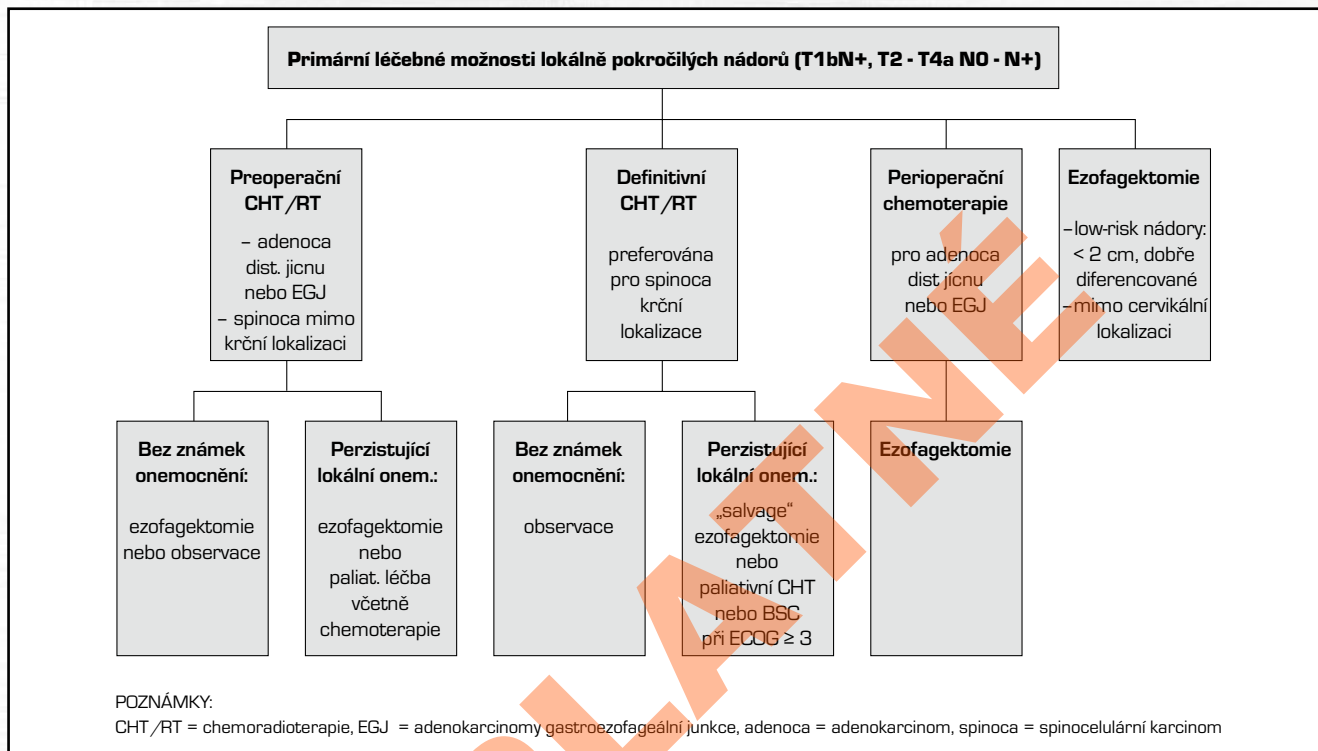 Primární léčebné možnosti lokálně pokročilých nádorů (T1bN+, T2 - T4a N0 - N+)
Preoperační
CHT/RT
– adenoca
dist. jicnu
nebo EGJ
– spinoca mimo
krční lokalizaci
Definitivní
CHT/RT
preferována
pro spinoca
krční
lokalizace
Perioperační
chemoterapie
pro adenoca
dist jícnu
nebo EGJ
Ezofagektomie
–low-risk nádory:
< 2 cm, dobře
diferencované
–mimo cervikální
lokalizaci
Bez známek
onemocnění:
ezofagektomie
nebo observace
Perzistující
lokální onem.:
ezofagektomie
nebo
paliat. léčba
včetně
chemoterapie
Bez známek
onemocnění:
observace
Perzistující
lokální onem.:
„salvage“
ezofagektomie
nebo
paliativní CHT
nebo BSC
při ECOG ≥ 3
Ezofagektomie
POZNÁMKY:
CHT/RT = chemoradioterapie, EGJ = adenokarcinomy gastroezofageální junkce, adenoca = adenokarcinom, spinoca = spinocelulární karcinom
PLATNÉ